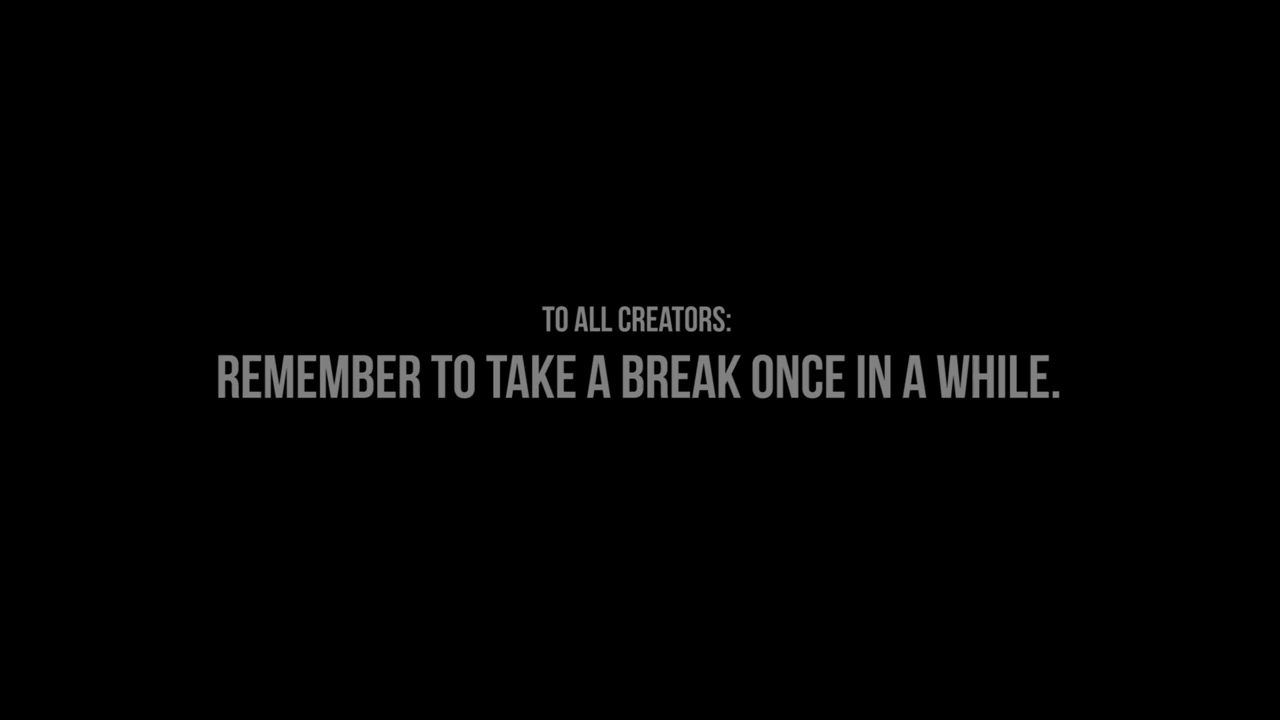 TO ALL CREATORS:
REMEMBER TO TAKE A BREAK ONCE IN A WHILE.